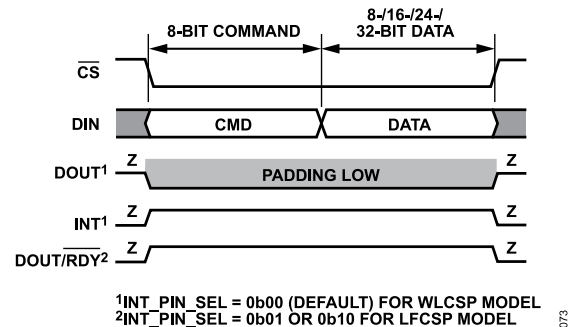 8-BIT COMMAND
8-/16-/24-/
32-BIT DATA
CS
DIN
CMD
DATA
DOUT1
Z
PADDING LOW
Z
INT1
Z
Z
DOUT/RDY2
Z
Z
1INT_PIN_SEL = 0b00 (DEFAULT) FOR WLCSP MODEL
2INT_PIN_SEL = 0b01 OR 0b10 FOR LFCSP MODEL
073